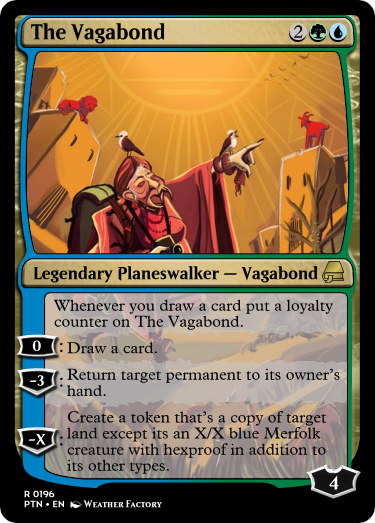 The Vagabond 2
Legendary Planeswalker — Vagabond
Whenever you draw a card put a loyalty
counter on The Vagabond.
0 : Draw a card.
-3 : Return target permanent to its owner's
hand.
Create a token that's a copy of target
land except its an X/X blue Merfolk
-X : creature with hexproof in addition to
its other types.
4
R 0196
PTN • EN Weather Factory